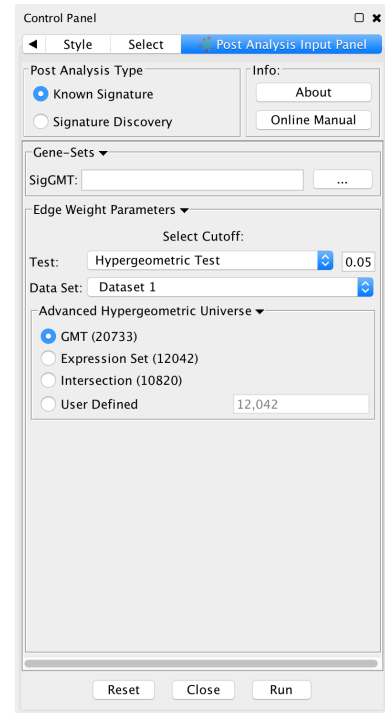 Control Panel
Style Select Post Analysis Input Panel
Post Analysis Type
Known Signature
Signature Discovery
Info:
About
Online Manual
Gene-Sets
SigGMT: ...
Edge Weight Parameters
Select Cutoff:
Test: Hypergeometric Test 0.05
Data Set: Dataset 1
Advanced Hypergeometric Universe
GMT (20733)
Expression Set (12042)
Intersection (10820)
User Defined 12,042
Reset Close Run